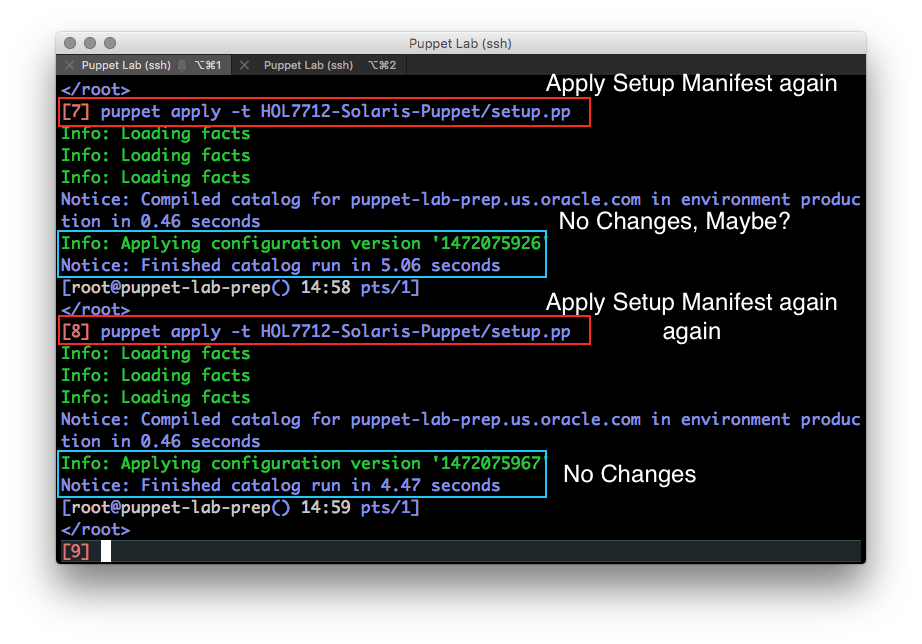 Puppet Lab (ssh)
Puppet Lab (ssh) ⌥⌘1 Puppet Lab (ssh) ⌥⌘2
</root>
Apply Setup Manifest again
[7] puppet apply -t HOL7712-Solaris-Puppet/setup.pp
Info: Loading facts
Info: Loading facts
Info: Loading facts
Notice: Compiled catalog for puppet-lab-prep.us.oracle.com in environment produc
tion in 0.46 seconds
No Changes, Maybe?
Info: Applying configuration version '1472075926'
Notice: Finished catalog run in 5.06 seconds
[root@puppet-lab-prep() 14:58 pts/1]
</root>
Apply Setup Manifest again
again
[8] puppet apply -t HOL7712-Solaris-Puppet/setup.pp
Info: Loading facts
Info: Loading facts
Info: Loading facts
Notice: Compiled catalog for puppet-lab-prep.us.oracle.com in environment produc
tion in 0.46 seconds
Info: Applying configuration version '1472075967'
No Changes
Notice: Finished catalog run in 4.47 seconds
[root@puppet-lab-prep() 14:59 pts/1]
</root>
[9]